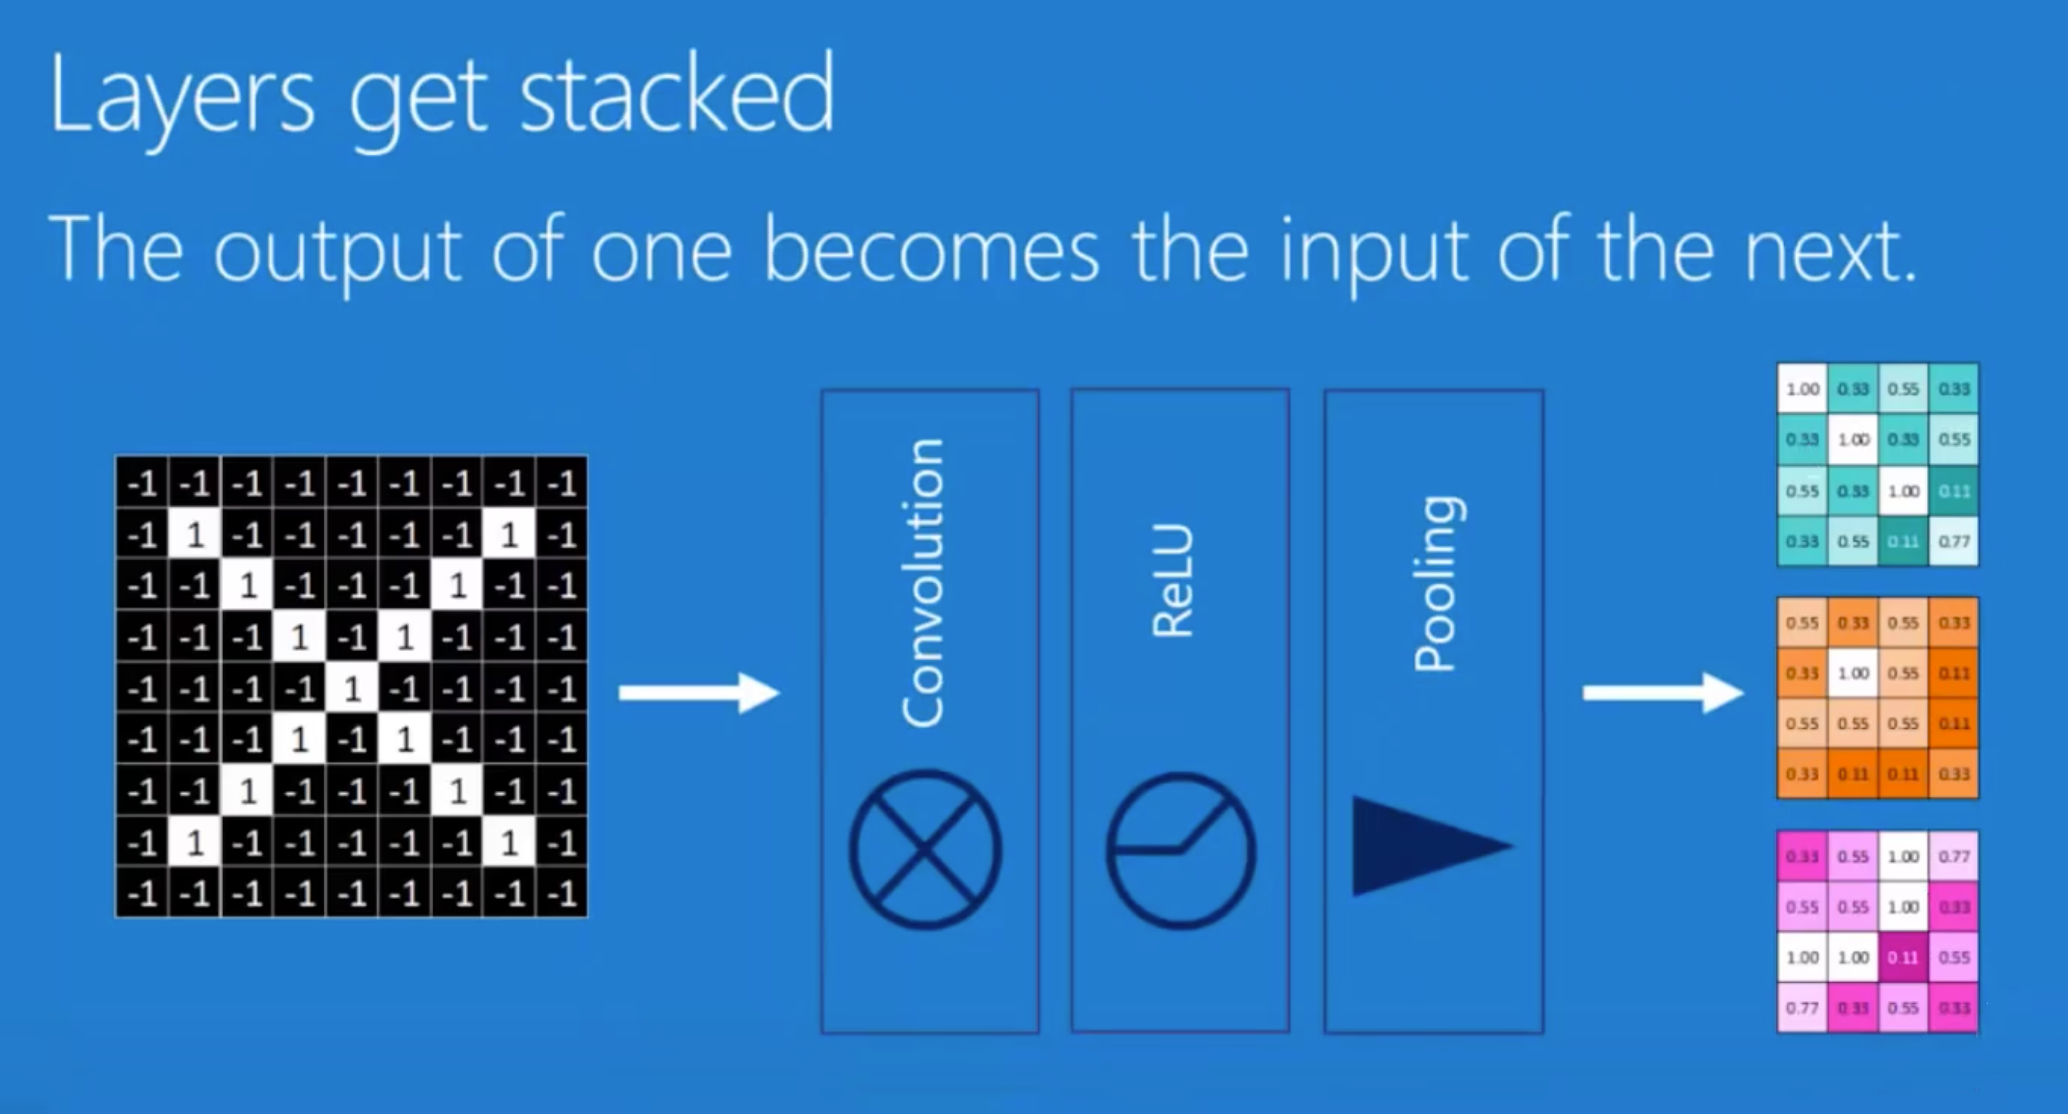 Layers get stacked
The output of one becomes the input of the next.
-1 -1 -1 -1 -1 -1 -1 -1 -1
-1 1 -1 -1 -1 -1 -1 1 -1
-1 -1 1 -1 -1 -1 1 -1 -1
-1 -1 -1 1 -1 1 -1 -1 -1
-1 -1 -1 -1 1 -1 -1 -1 -1
-1 -1 -1 1 -1 1 -1 -1 -1
-1 -1 1 -1 -1 -1 1 -1 -1
-1 1 -1 -1 -1 -1 -1 1 -1
-1 -1 -1 -1 -1 -1 -1 -1 -1
Convolution
ReLU
Pooling
1.00 0.33 0.55 0.33
0.33 1.00 0.33 0.55
0.55 0.33 1.00 0.11
0.33 0.55 0.11 0.77
0.55 0.33 0.55 0.33
0.33 1.00 0.55 0.11
0.55 0.55 0.55 0.11
0.33 0.11 0.11 0.33
0.33 0.55 1.00 0.77
0.55 0.55 1.00 0.33
1.00 1.00 0.11 0.55
0.77 0.33 0.55 0.33